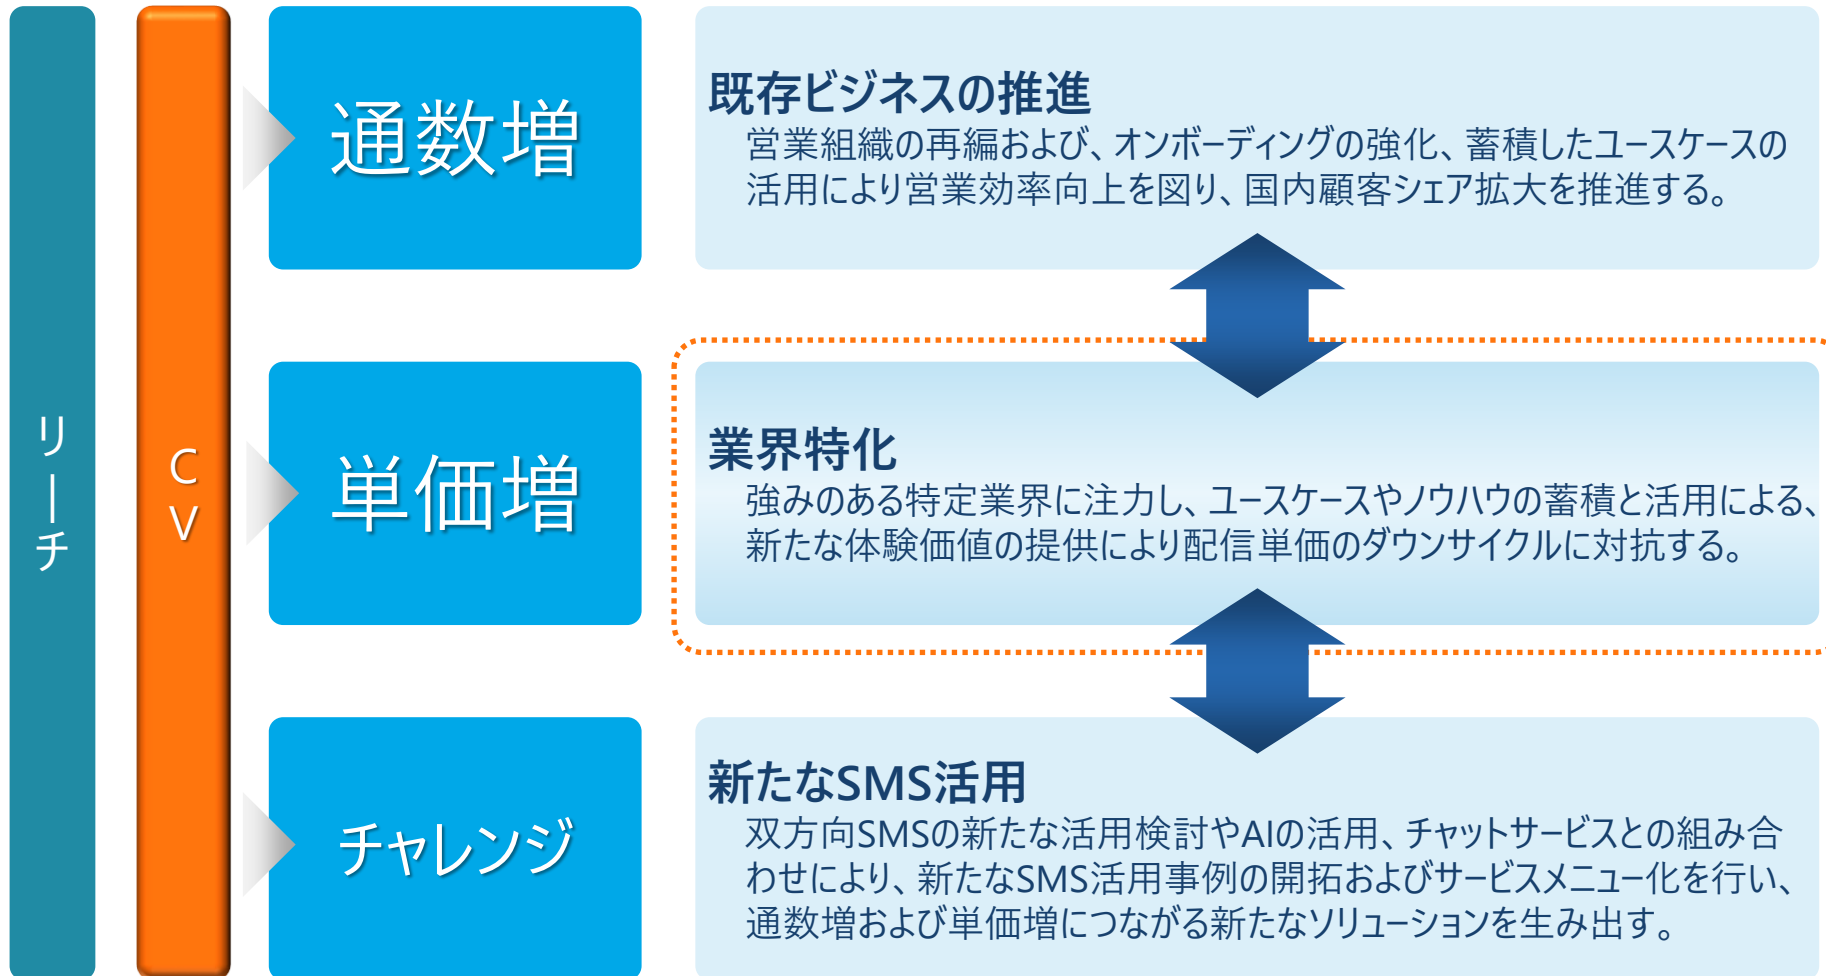 リーチ
CV
通数増
既存ビジネスの推進
営業組織の再編および、オンボーディングの強化、蓄積したユースケースの
活用により営業効率向上を図り、国内顧客シェア拡大を推進する。
単価増
業界特化
強みのある特定業界に注力し、ユースケースやノウハウの蓄積と活用による、
新たな体験価値の提供により配信単価のダウンサイクルに対抗する。
チャレンジ
新たなSMS活用
双方向SMSの新たな活用検討やAIの活用、チャットサービスとの組み合
わせにより、新たなSMS活用事例の開拓およびサービスメニュー化を行い、
通数増および単価増につながる新たなソリューションを生み出す。